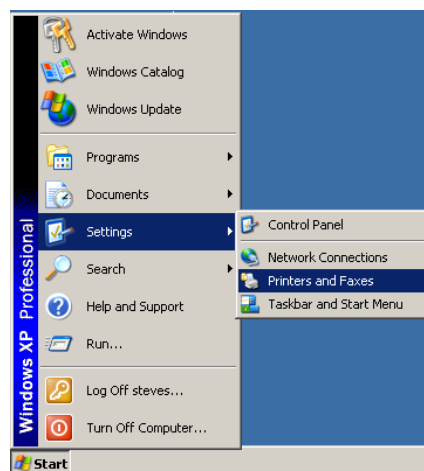 Activate Windows
Windows Catalog
Windows Update
Programs
Documents
Settings
Search
Help and Support
Run...
Log Off steves...
Turn Off Computer...
Control Panel
Network Connections
Printers and Faxes
Taskbar and Start Menu
Windows XP Professional
Start